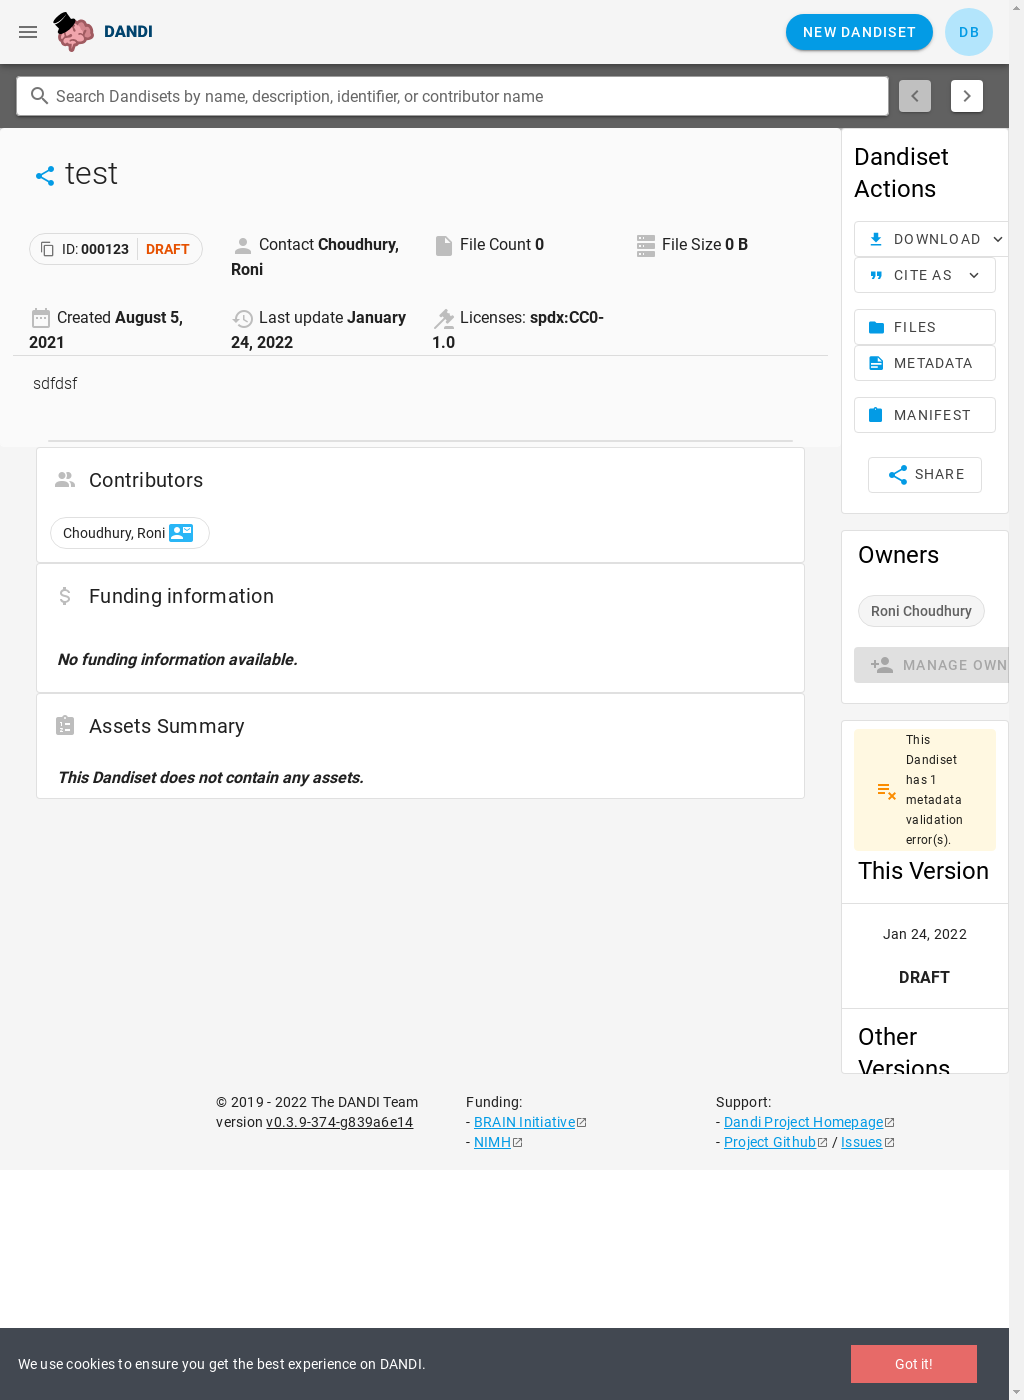 DANDI
NEW DANDISET
DB
Search Dandisets by name, description, identifier, or contributor name
test
ID: 000123 DRAFT
Contact Choudhury,
Roni
File Count 0
File Size 0 B
Created August 5,
2021
Last update January
24, 2022
Licenses: spdx:CC0-
1.0
sdfdsf
Contributors
Choudhury, Roni
Funding information
No funding information available.
Assets Summary
This Dandiset does not contain any assets.
Dandiset
Actions
DOWNLOAD
CITE AS
FILES
METADATA
MANIFEST
SHARE
Owners
Roni Choudhury
MANAGE OWN
This
Dandiset
has 1
metadata
validation
error(s).
This Version
Jan 24, 2022
DRAFT
Other
Versions
© 2019 - 2022 The DANDI Team
version v0.3.9-374-g839a6e14
Funding:
- BRAIN Initiative
- NIMH
Support:
- Dandi Project Homepage
- Project Github / Issues
We use cookies to ensure you get the best experience on DANDI.
Got it!